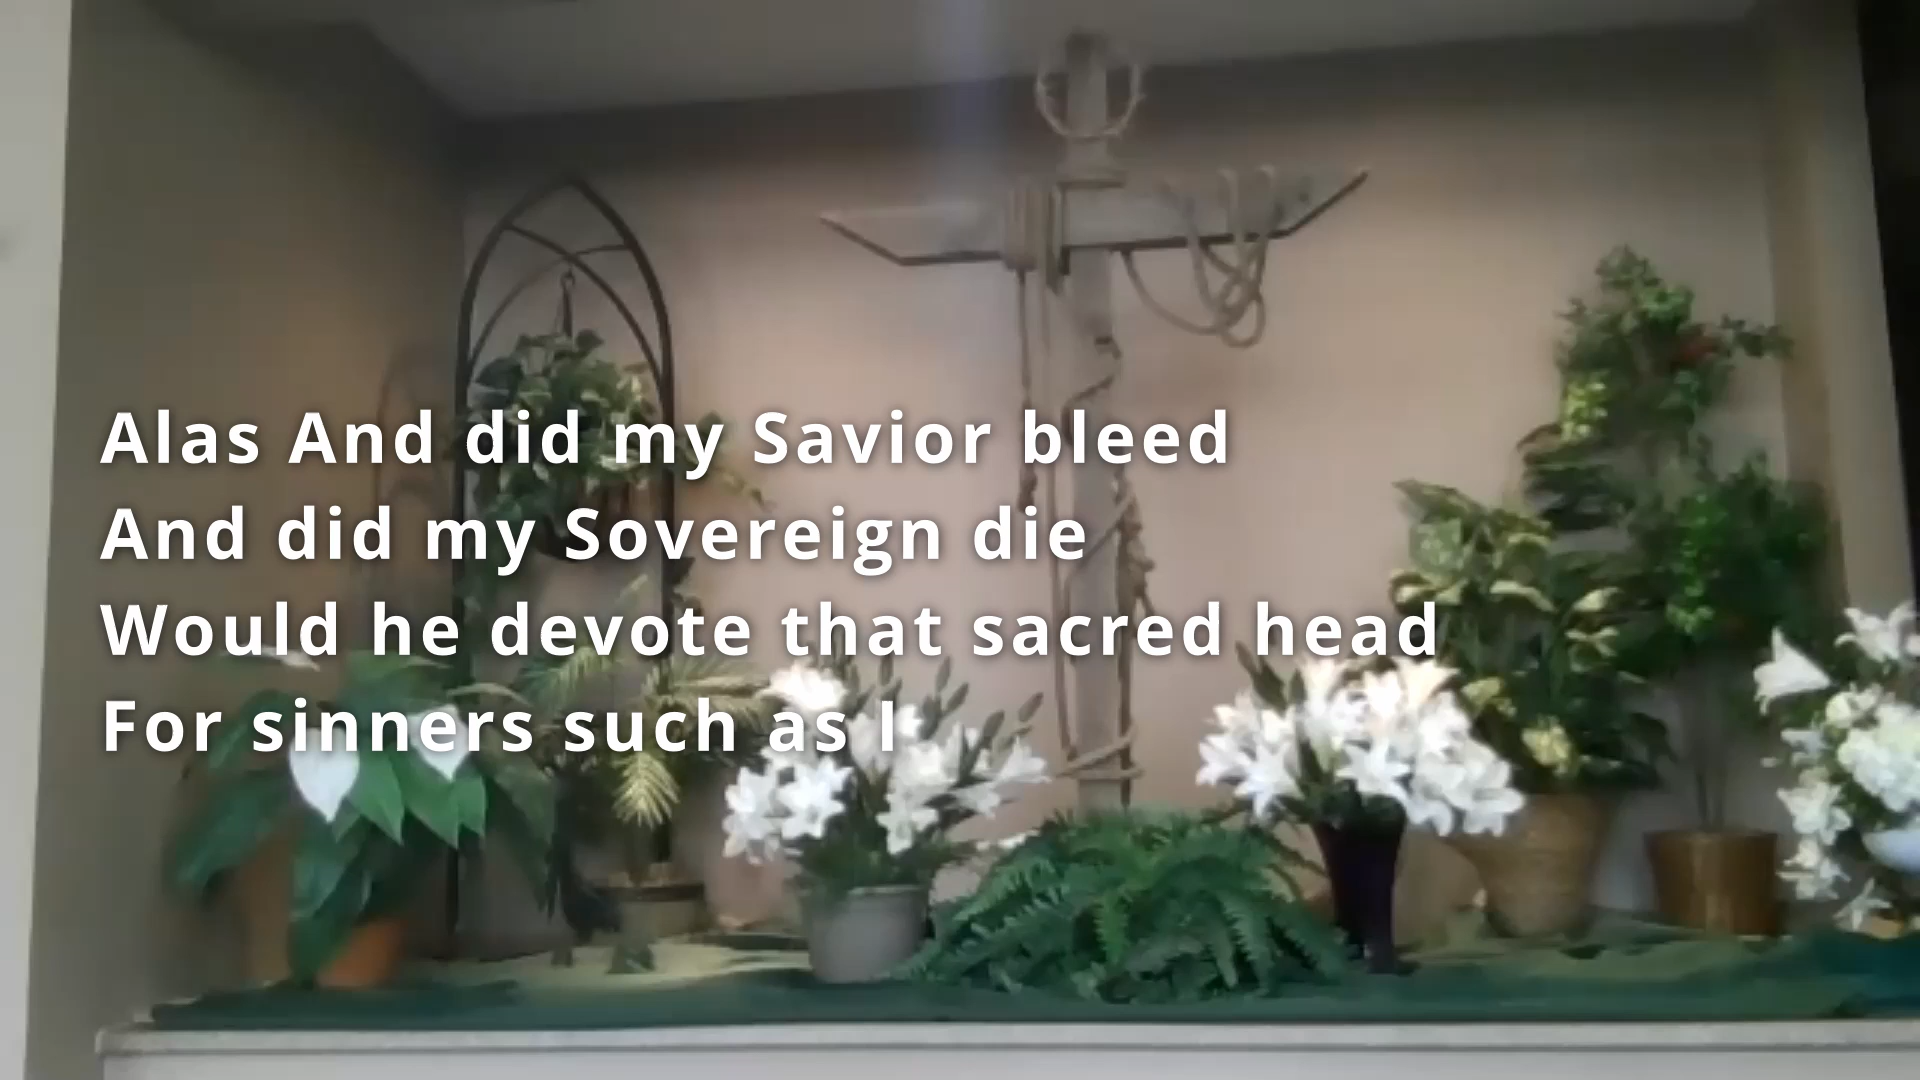 Alas And did my Savior bleed
And did my Sovereign die
Would he devote that sacred head
For sinners such as I